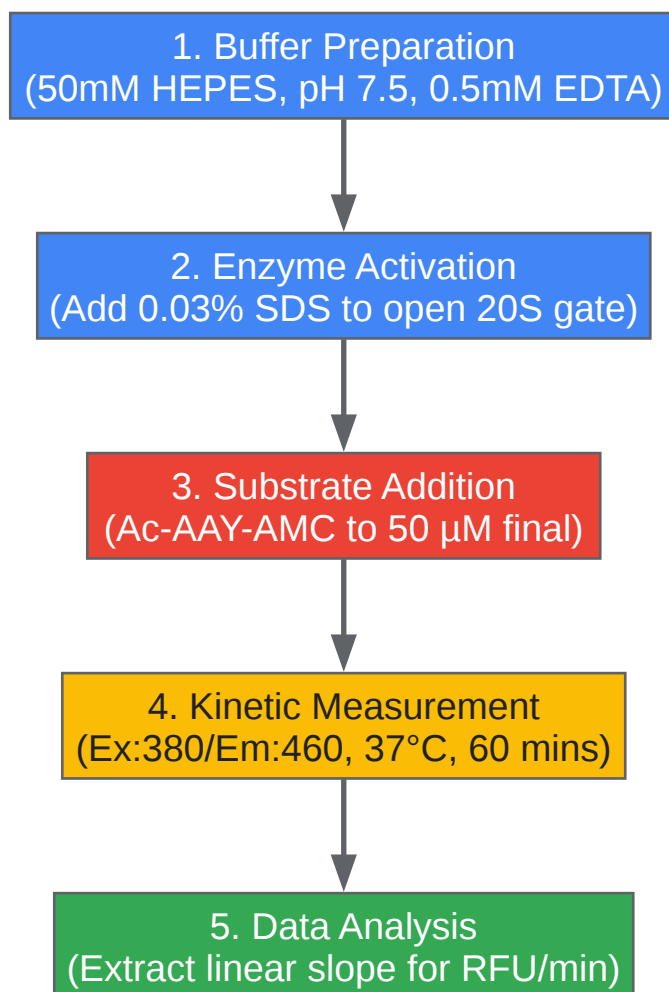 1. Buffer Preparation
(50mM HEPES, pH 7.5, 0.5mM EDTA)
2. Enzyme Activation
(Add 0.03% SDS to open 20S gate)
3. Substrate Addition
(Ac-AAY-AMC to 50 µM final)
4. Kinetic Measurement
(Ex:380/Em:460, 37°C, 60 mins)
5. Data Analysis
(Extract linear slope for RFU/min)